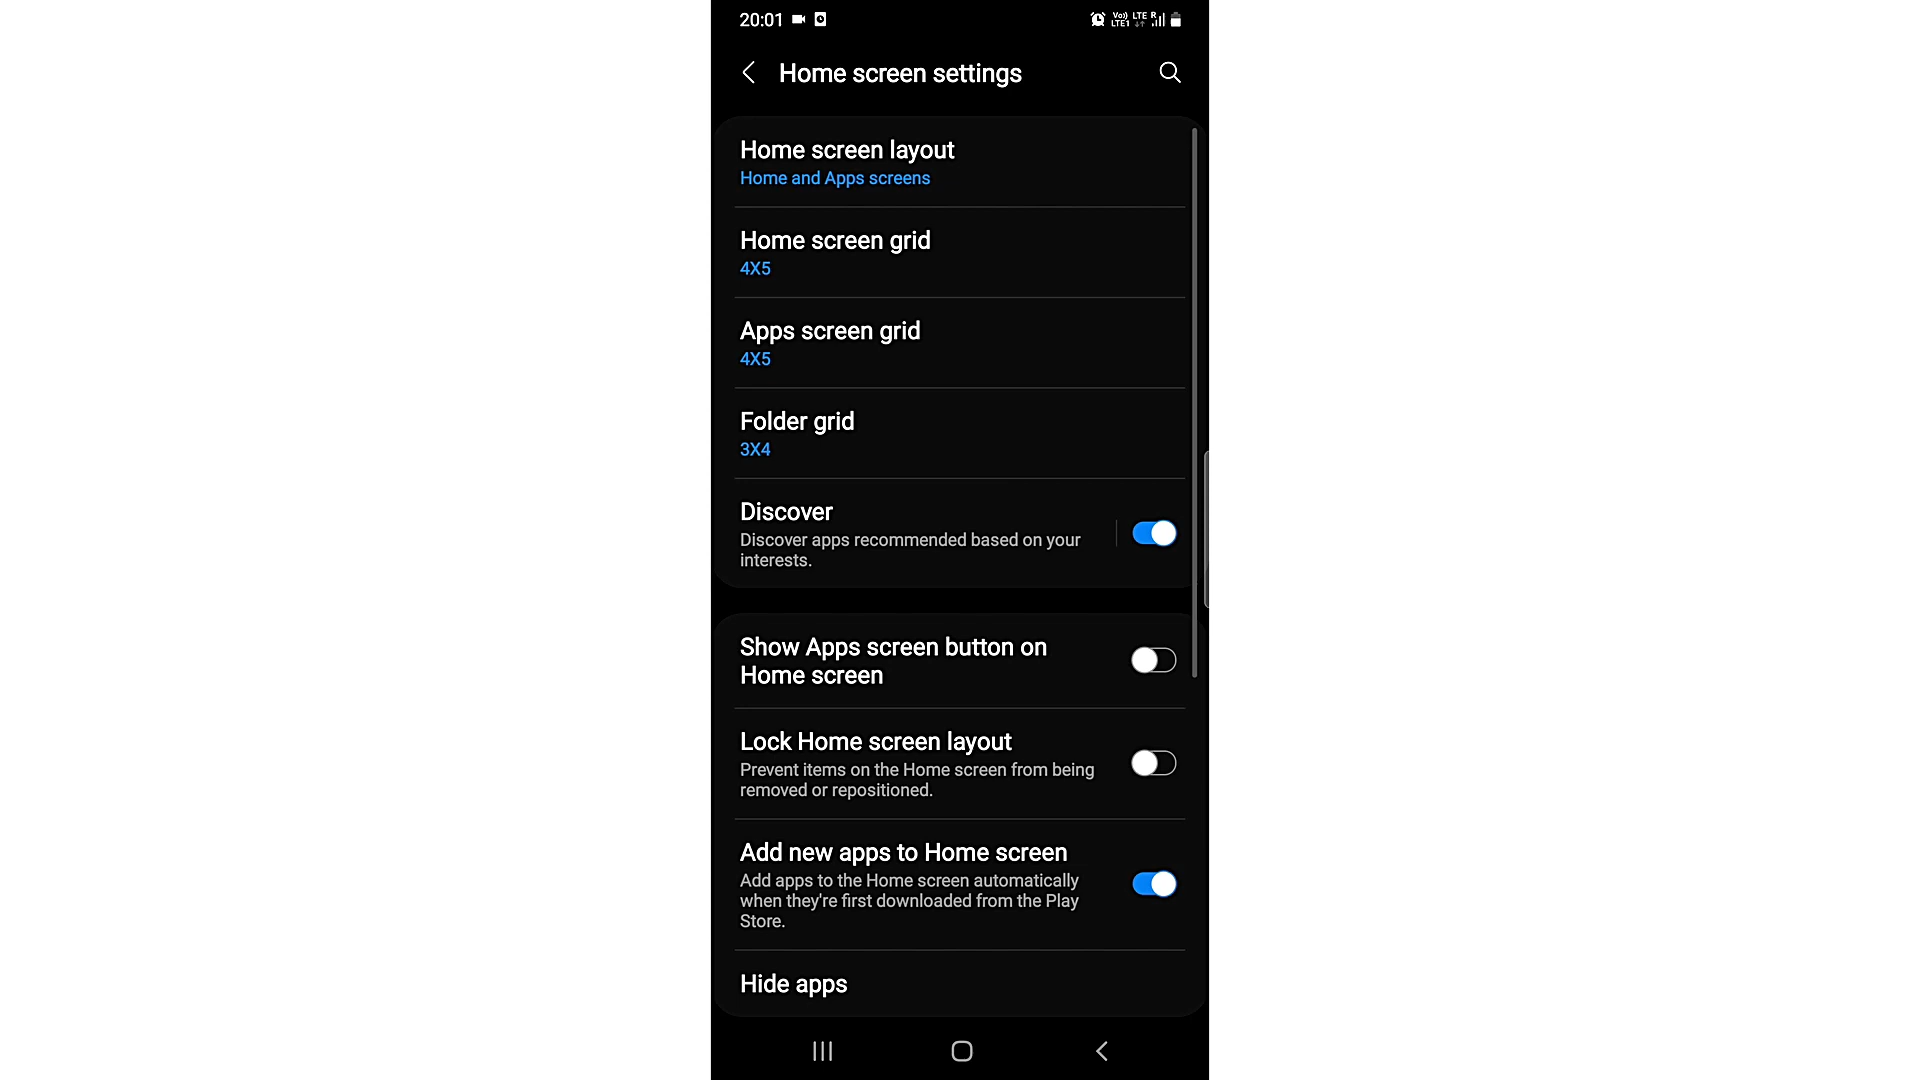 20:01
Vo)) LTE R
LTE1
Home screen settings
Home screen layout
Home and Apps screens
Home screen grid
4X5
Apps screen grid
4X5
Folder grid
3X4
Discover
Discover apps recommended based on your
interests.
Show Apps screen button on
Home screen
Lock Home screen layout
Prevent items on the Home screen from being
removed or repositioned.
Add new apps to Home screen
Add apps to the Home screen automatically
when they're first downloaded from the Play
Store.
Hide apps